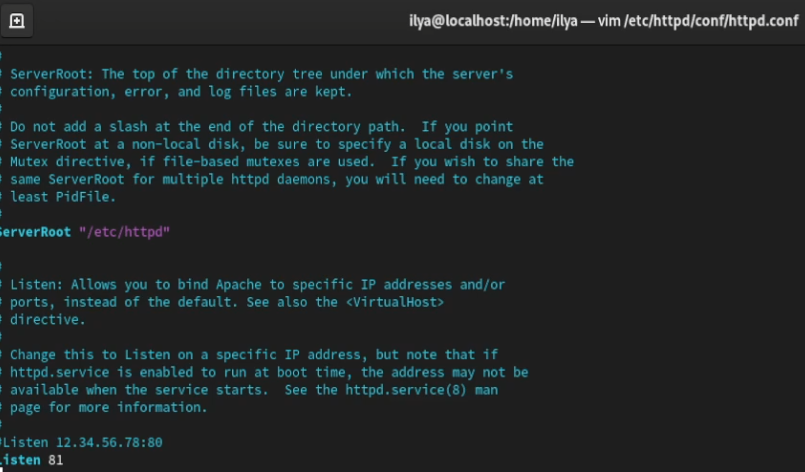 ilya@localhost:/home/ilya — vim /etc/httpd/conf/httpd.conf
#
# ServerRoot: The top of the directory tree under which the server's
# configuration, error, and log files are kept.
#
# Do not add a slash at the end of the directory path.  If you point
# ServerRoot at a non-local disk, be sure to specify a local disk on the
# Mutex directive, if file-based mutexes are used.  If you wish to share the
# same ServerRoot for multiple httpd daemons, you will need to change at
# least PidFile.
#
ServerRoot "/etc/httpd"
#
# Listen: Allows you to bind Apache to specific IP addresses and/or
# ports, instead of the default. See also the <VirtualHost>
# directive.
#
# Change this to Listen on a specific IP address, but note that if
# httpd.service is enabled to run at boot time, the address may not be
# available when the service starts.  See the httpd.service(8) man
# page for more information.
#
#Listen 12.34.56.78:80
Listen 81